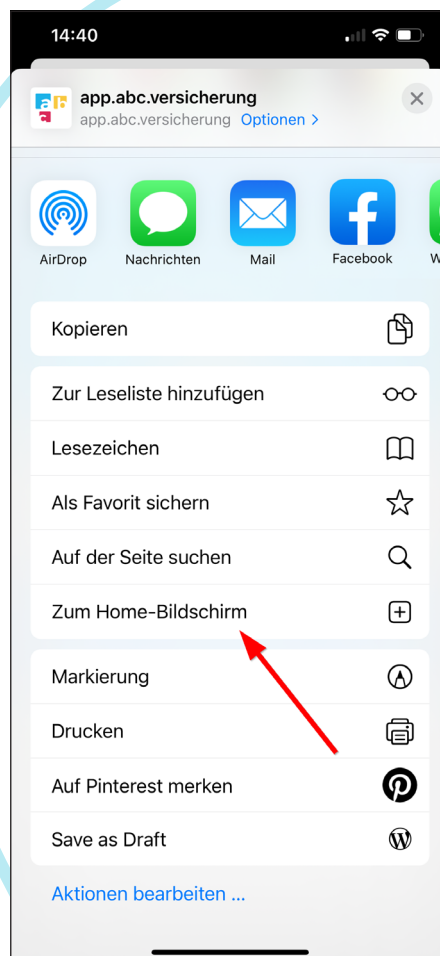 14:40
abc
app.abc.versicherung
app.abc.versicherung Optionen >
AirDrop
Nachrichten
Mail
Facebook
W
Kopieren
Zur Leseliste hinzufügen
Lesezeichen
Als Favorit sichern
Auf der Seite suchen
Zum Home-Bildschirm
Markierung
Drucken
Auf Pinterest merken
Save as Draft
Aktionen bearbeiten ...